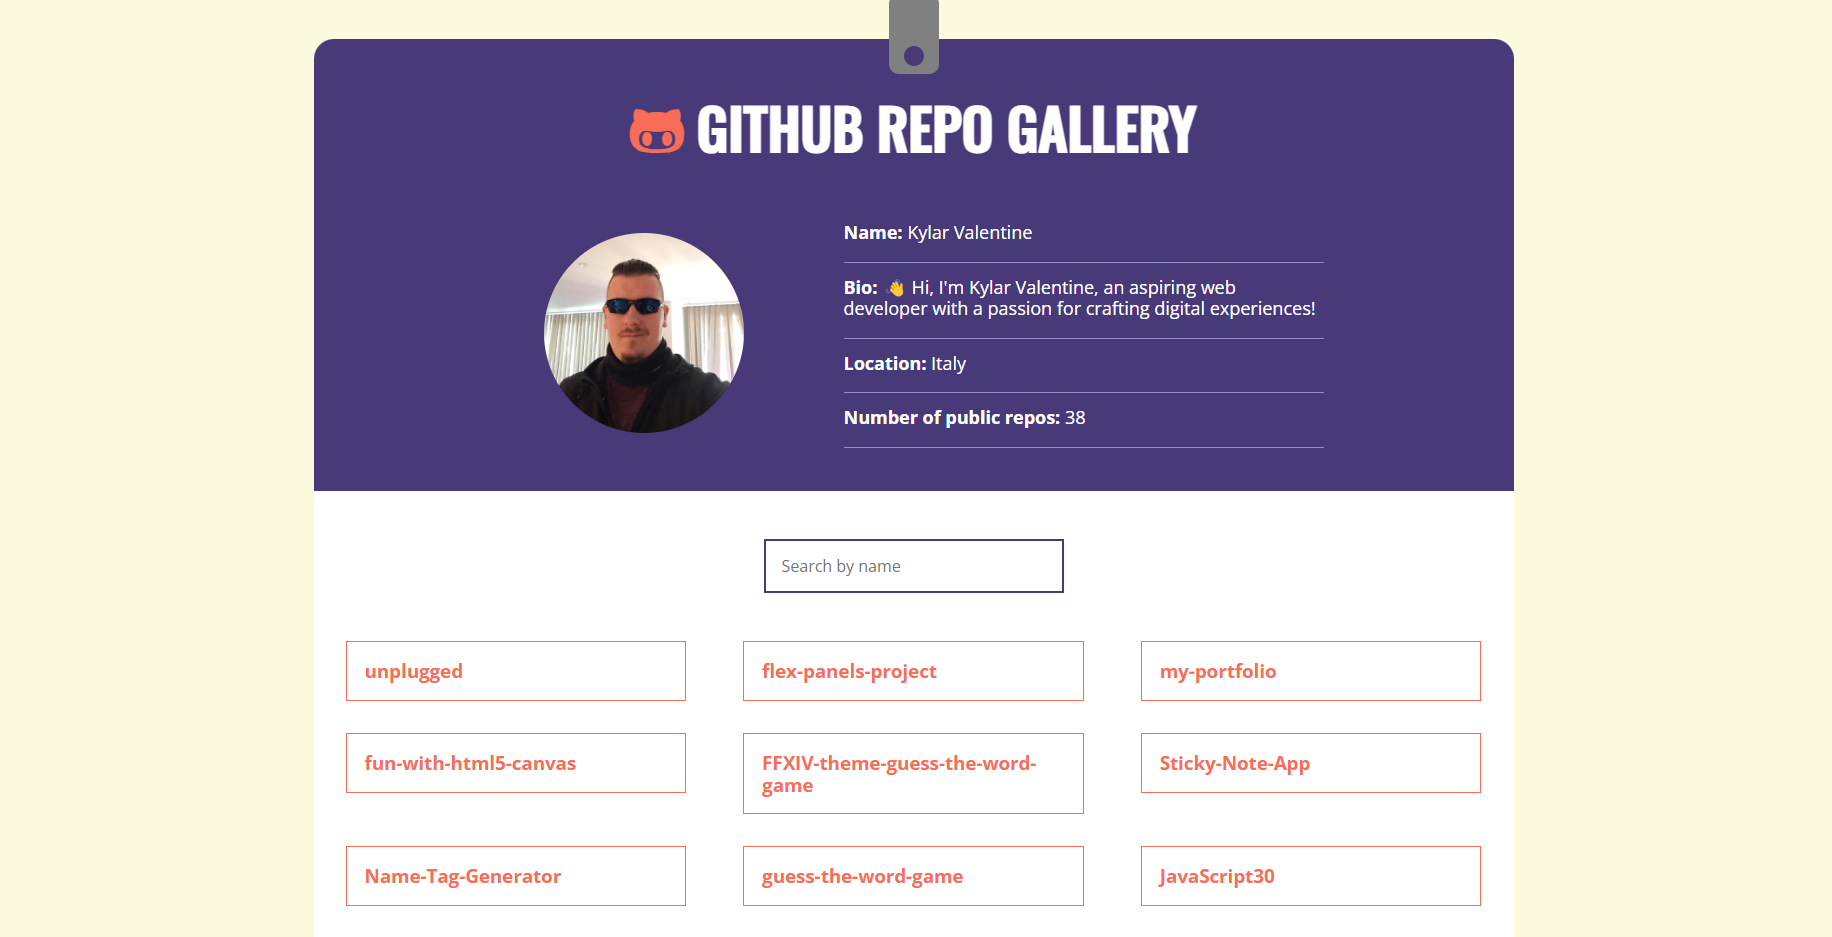 GITHUB REPO GALLERY
Name: Kylar Valentine
Bio: 👋 Hi, I'm Kylar Valentine, an aspiring web
developer with a passion for crafting digital experiences!
Location: Italy
Number of public repos: 38
Search by name
unplugged
flex-panels-project
my-portfolio
fun-with-html5-canvas
FFXIV-theme-guess-the-word-
game
Sticky-Note-App
Name-Tag-Generator
guess-the-word-game
JavaScript30